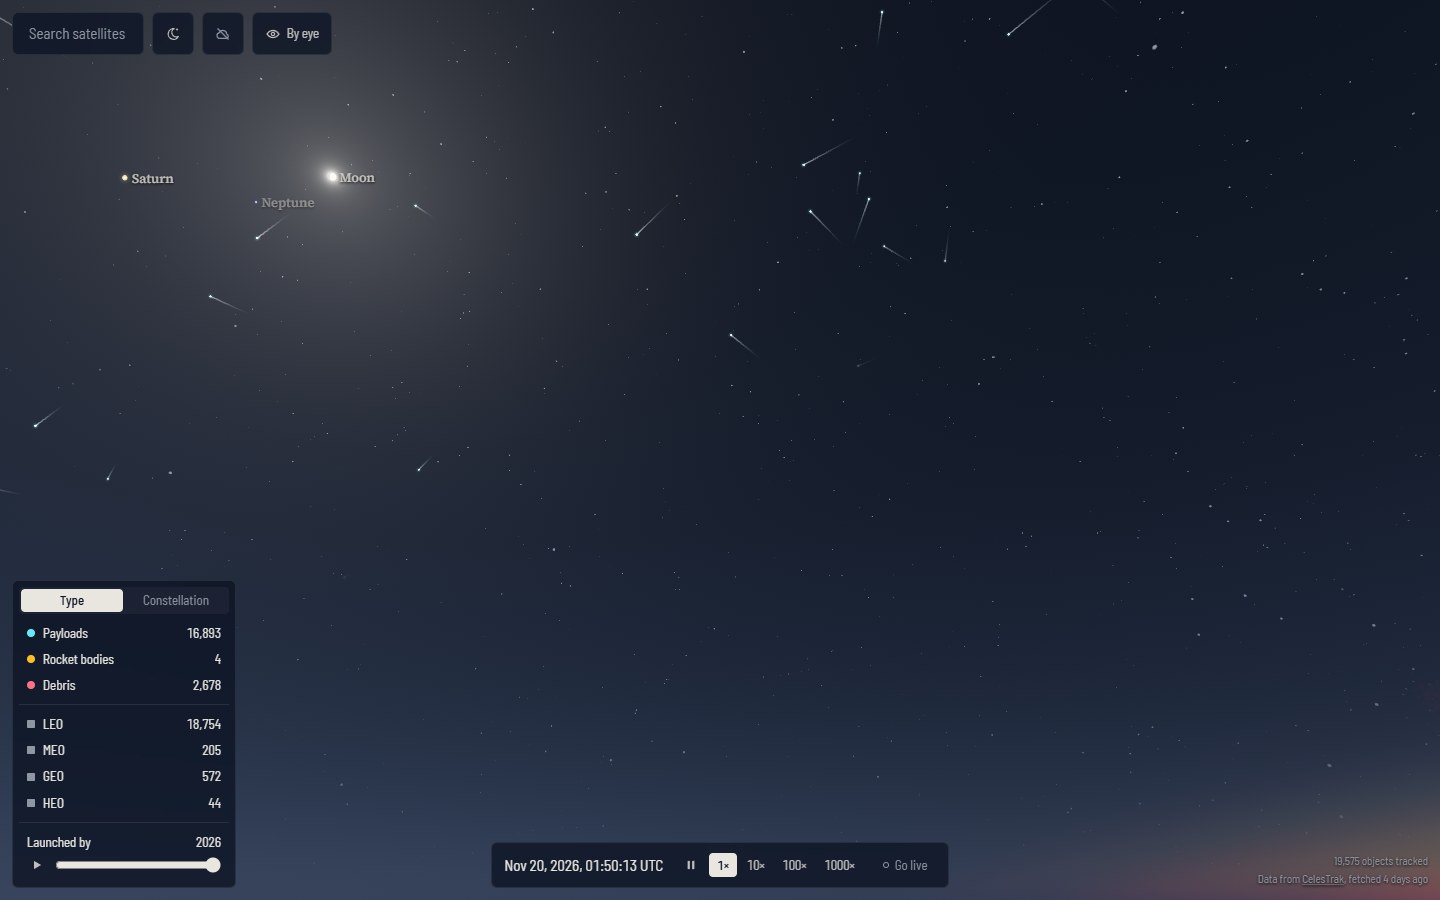 Search satellites
By eye
Saturn
Moon
Neptune
Type Constellation
Payloads 16,893
Rocket bodies 4
Debris 2,678
LEO 18,754
MEO 205
GEO 572
HEO 44
Launched by 2026
Nov 20, 2026, 01:50:13 UTC 1× 10× 100× 1000× Go live
19,575 objects tracked
Data from CelesTrak, fetched 4 days ago